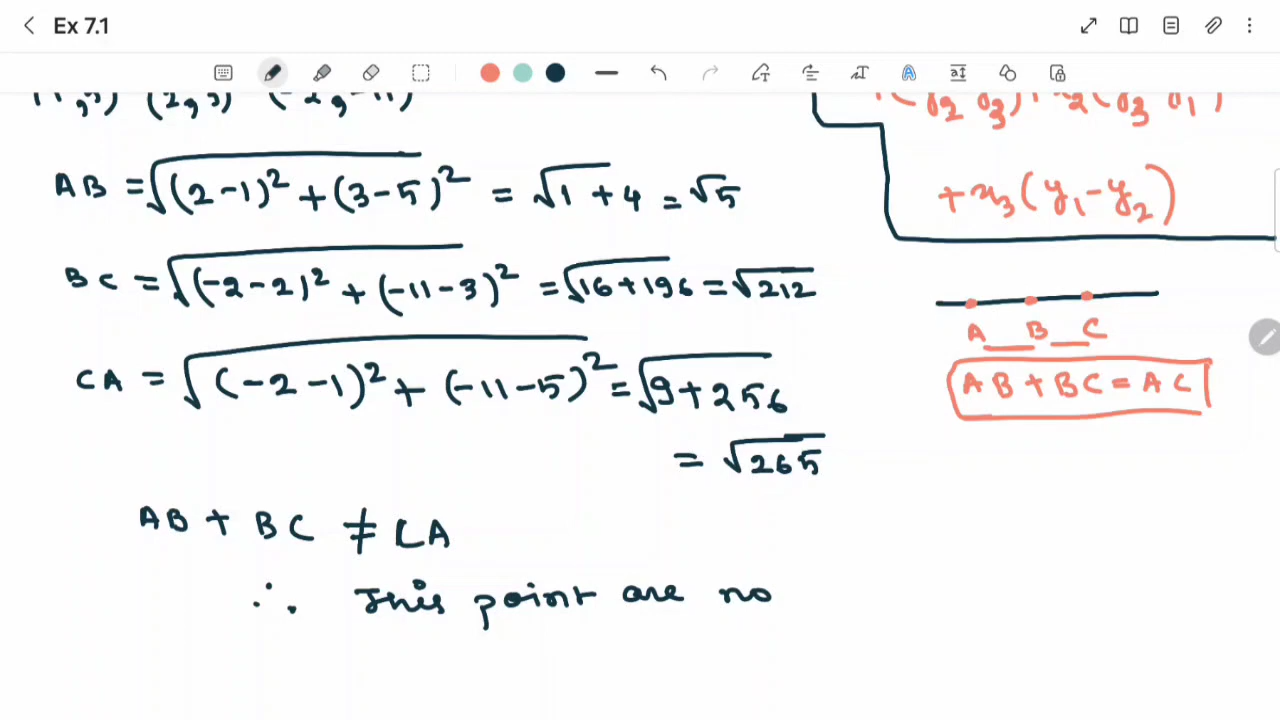 Ex 7.1
AB = √(2-1)² + (3-5)² = √1 + 4 = √5
BC = √(-2-2)² + (-11-3)² = √16+196 = √212
CA = √(-2-1)² + (-11-5)² = √9+256
= √265
AB + BC ≠ CA
∴ This point are no
+x₃(y₁-y₂)
A B C
AB+BC=AC